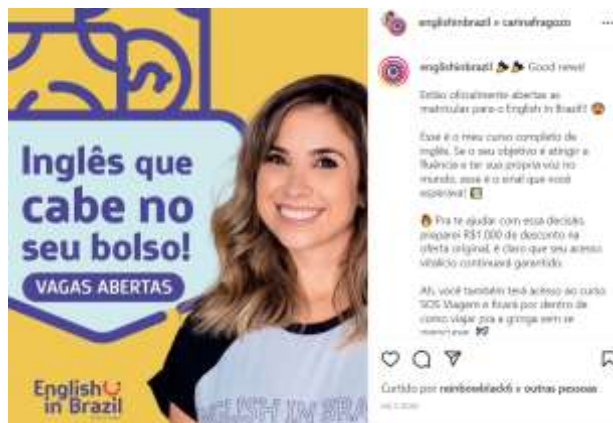 Inglês que
cabe no
seu bolso!
VAGAS ABERTAS
English
in Brazil
englishinbrazil e carinafragozo
englishinbrazil Good news!
Estão oficialmente abertas as
matrículas para o English in Brazil!
Esse é o meu curso completo de
inglês. Se o seu objetivo é atingir a
fluência e ter sua própria voz no
mundo, esse é o sinal que você
esperava!
Pra te ajudar com essa decisão,
preparei R$1.000 de desconto na
oferta original, é claro que seu acesso
vitalício continuará garantido.
Ah, você também terá acesso ao curso
SOS Viagem e ficará por dentro de
como viajar pra a gringa sem se
Curtido por rainbowblack6 e outras pessoas